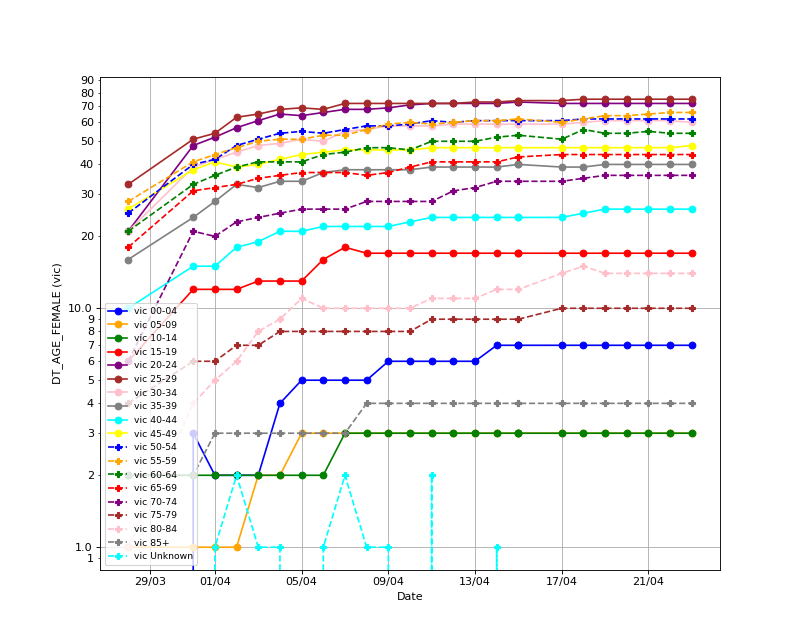 90
80
70
60
50
40
30
20
10.0
9
8
7
6
5
4
3
2
1.0
1
DT_AGE_FEMALE (vic)
vic 00-04
vic 05-09
vic 10-14
vic 15-19
vic 20-24
vic 25-29
vic 30-34
vic 35-39
vic 40-44
vic 45-49
vic 50-54
vic 55-59
vic 60-64
vic 65-69
vic 70-74
vic 75-79
vic 80-84
vic 85+
vic Unknown
29/03 01/04 05/04 09/04 13/04 17/04 21/04
Date